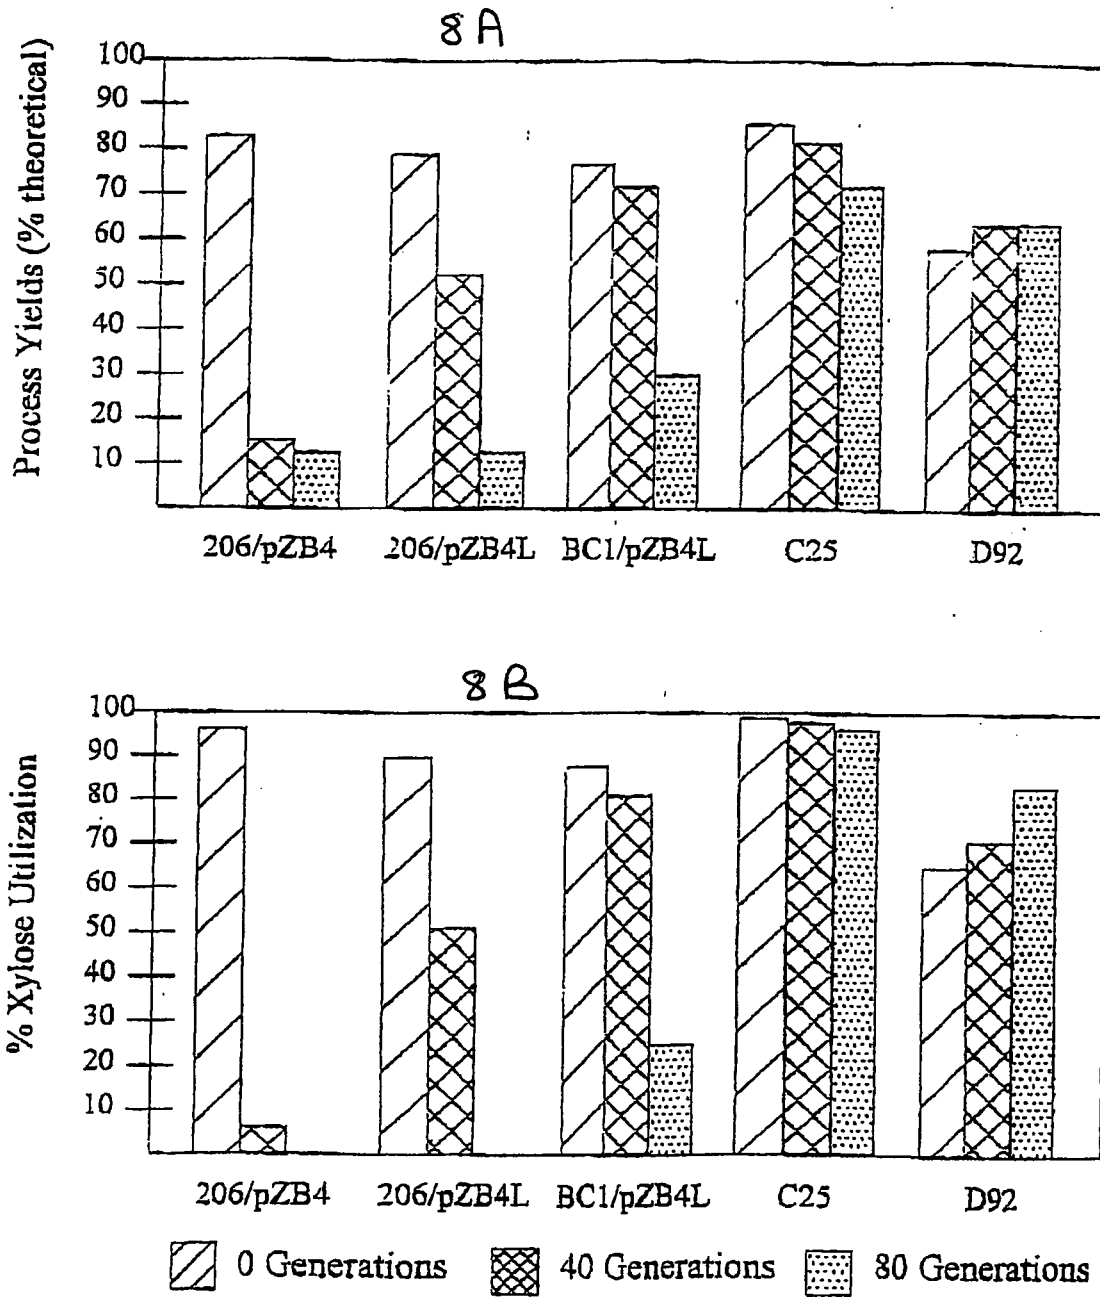 8A
Process Yields (% theoretical)
100
90
80
70
60
50
40
30
20
10
206/pZB4 206/pZB4L BC1/pZB4L C25 D92
8B
% Xylose Utilization
100
90
80
70
60
50
40
30
20
10
206/pZB4 206/pZB4L BC1/pZB4L C25 D92
0 Generations 40 Generations 80 Generations